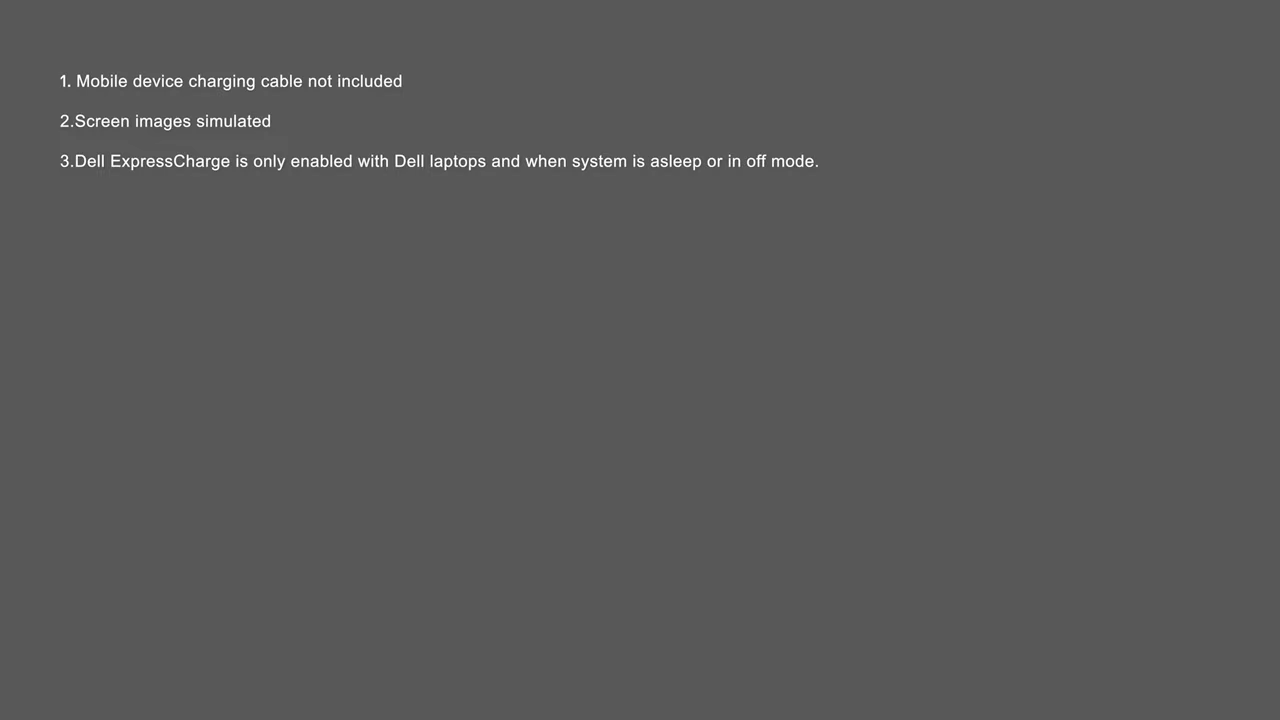 1. Mobile device charging cable not included
2.Screen images simulated
3.Dell ExpressCharge is only enabled with Dell laptops and when system is asleep or in off mode.